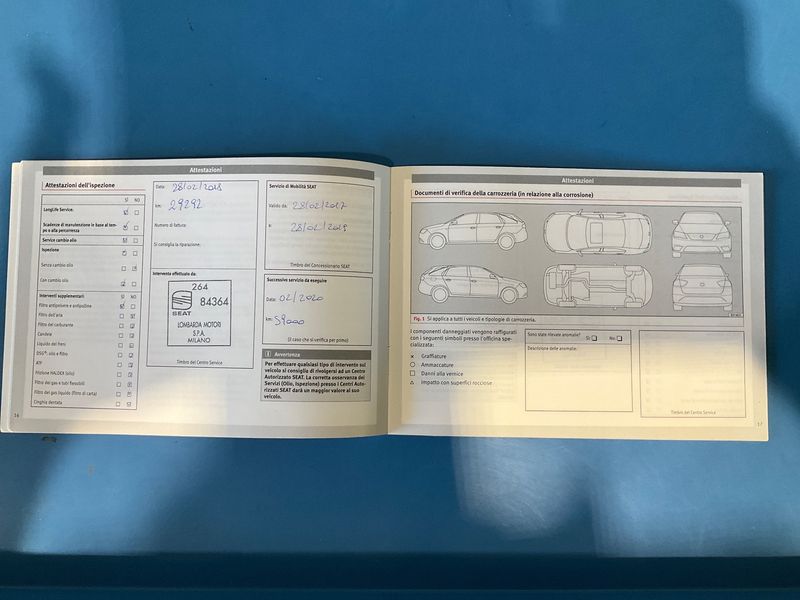 Attestazioni
Attestazioni dell'ispezione
SÌ NO
LongLife Service.
Scadenze di manutenzione in base al tem-
po o alla percorrenza
Service cambio olio
Ispezione
Senza cambio olio
Con cambio olio
Interventi supplementari
SÌ NO
Filtro antipolvere e antipolline
Filtro dell'aria
Filtro del carburante
Candele
Liquido dei freni
DSG®: olio e filtro
ATF
Frizione HALDEX (olio)
Filtro del gas e tubi flessibili
Filtro del gas liquido (filtro di carta)
Cinghia dentata
16
Data:
km: 29292
Numero di fattura:
Si consiglia la riparazione:
Intervento effettuato da:
264
84364
SEAT
LOMBARDA MOTORI
S.P.A.
MILANO
Timbro del Centro Service
Servizio di Mobilità SEAT
Valido da: 28/02/2017
a:
Timbro del Concessionario SEAT
Successivo servizio da eseguire
Data: 02/2020
km: 59000
(il caso che si verifica per primo)
Avvertenza
Per effettuare qualsiasi tipo di intervento sul
veicolo si consiglia di rivolgersi ad un Centro
Autorizzato SEAT. La corretta osservanza dei
Servizi (Olio, Ispezione) presso i Centri Auto-
rizzati SEAT darà un maggior valore al suo
veicolo.
Attestazioni
Documenti di verifica della carrozzeria (in relazione alla corrosione)
Fig. 1 Si applica a tutti i veicoli e tipologie di carrozzeria.
I componenti danneggiati vengono raffigurati
con i seguenti simboli presso l'officina spe-
cializzata:
x Graffiature
○ Ammaccature
□ Danni alla vernice
△ Impatto con superfici rocciose
Sono state rilevate anomalie?
Sì □ No □
Descrizione delle anomalie:
Timbro del Centro Service
17